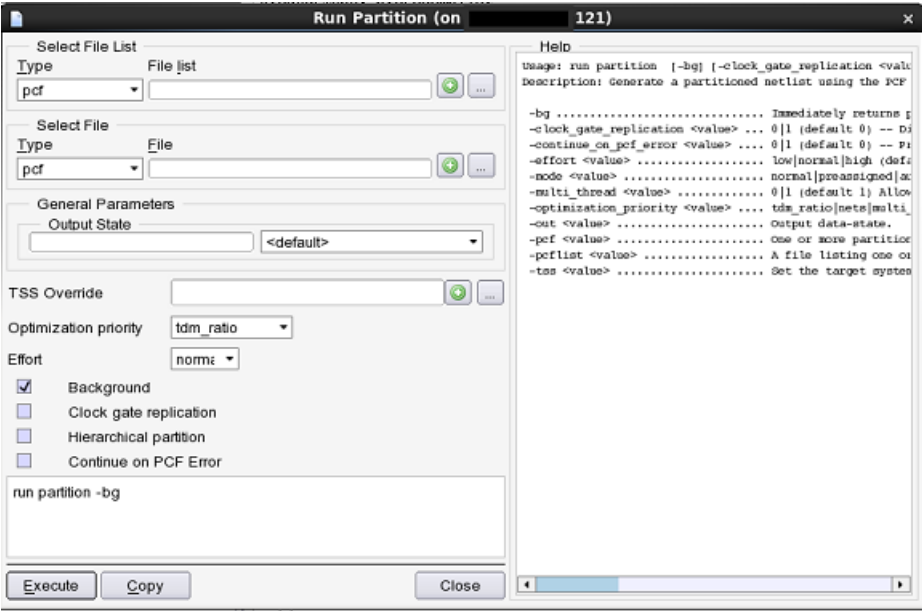 Run Partition (on 121)
Select File List
Type File list
pcf ...
Select File
Type File
pcf ...
General Parameters
Output State
<default>
TSS Override ...
Optimization priority tdm_ratio
Effort norma
Background
Clock gate replication
Hierarchical partition
Continue on PCF Error
run partition -bg
Execute Copy Close
Help
Usage: run partition [-bg] [-clock_gate_replication <valu
Description: Generate a partitioned netlist using the PCF
-bg .............................. Immediately returns p
-clock_gate_replication <value> ... 0|1 (default 0) -- Di
-continue_on_pcf_error <value> .... 0|1 (default 0) -- Pr
-effort <value> ................... low|normal|high (defa
-mode <value> ..................... normal|preassigned|au
-multi_thread <value> ............. 0|1 (default 1) Allow
-optimization_priority <value> .... tdm_ratio|nets|multi_
-out <value> ...................... Output data-state.
-pcf <value> ...................... One or more partition
-pcflist <value> .................. A file listing one or
-tss <value> ...................... Set the target system